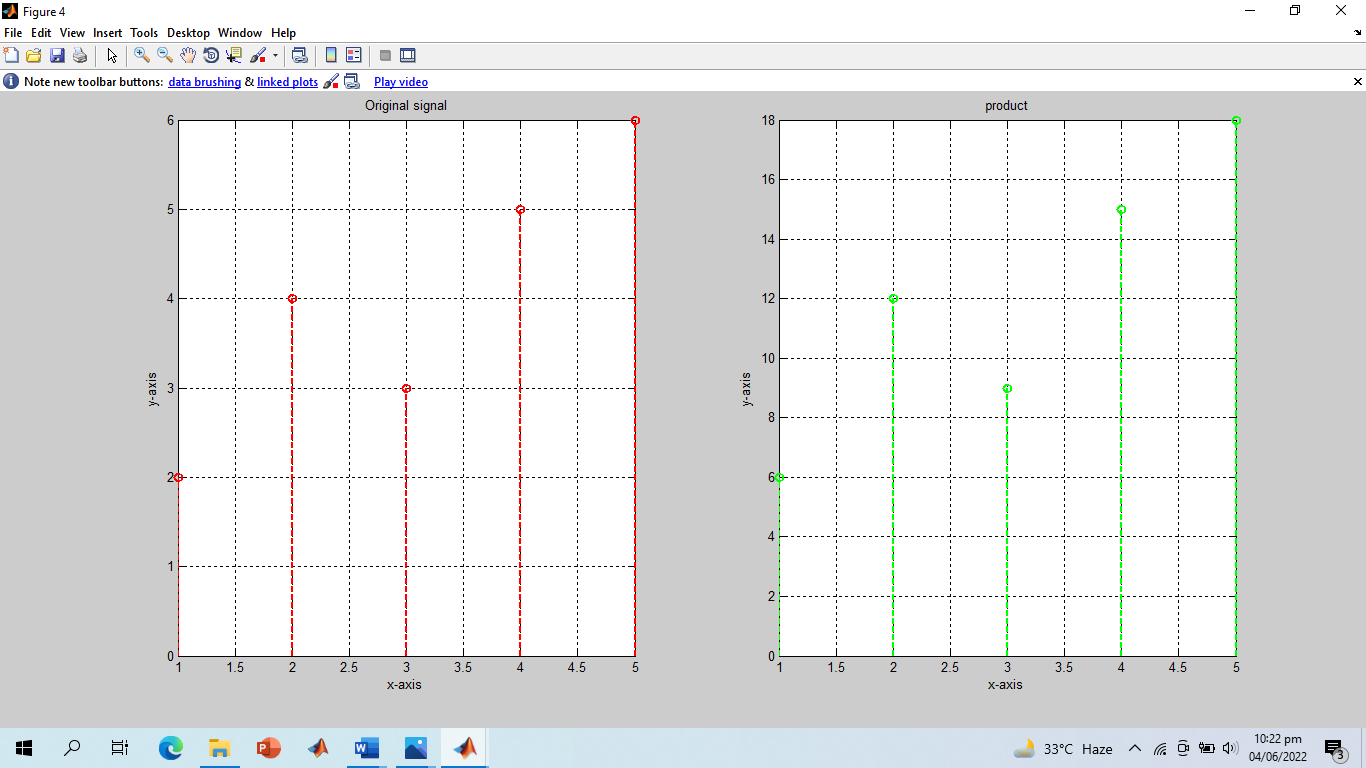 Figure 4
File Edit View Insert Tools Desktop Window Help
Note new toolbar buttons: data brushing & linked plots Play video
Original signal
6
5
4
3
2
1
0
y-axis
1 1.5 2 2.5 3 3.5 4 4.5 5
x-axis
product
18
16
14
12
10
8
6
4
2
0
y-axis
1 1.5 2 2.5 3 3.5 4 4.5 5
x-axis
P
W
33°C Haze
10:22 pm
04/06/2022
3